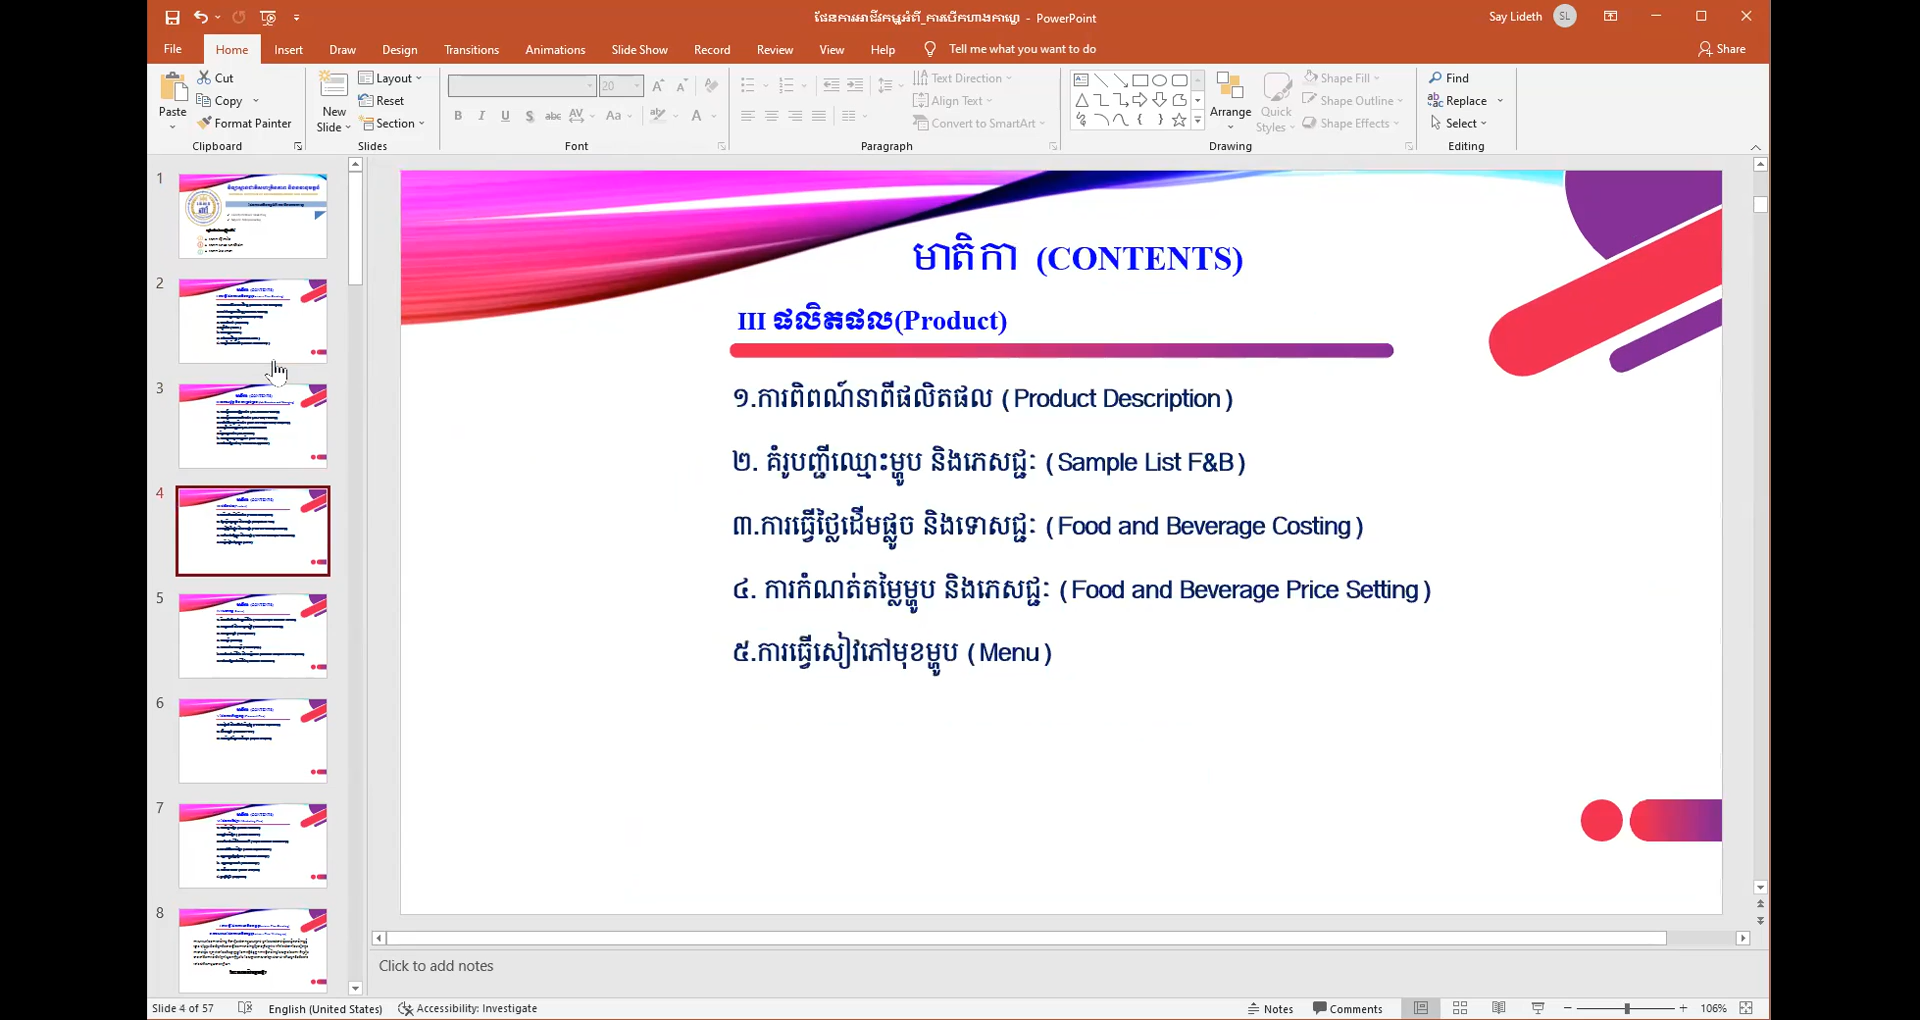 ផែនការអាជីវកម្មអំពី_ការបើកហាងកាហ្វេ - PowerPoint
Say Lideth SL
File Home Insert Draw Design Transitions Animations Slide Show Record Review View Help Tell me what you want to do Share
Paste Cut Copy Format Painter
Clipboard
New Slide Layout Reset Section
Slides
20
Font
Text Direction
Align Text
Convert to SmartArt
Paragraph
Arrange
Quick Styles
Shape Fill
Shape Outline
Shape Effects
Drawing
Find
Replace
Select
Editing
1
2
3
4
5
6
7
8
មាតិកា (CONTENTS)
III ផលិតផល(Product)
១.ការពិពណ៍នាពីផលិតផល (Product Description)
២. គំរូបញ្ជីឈ្មោះម្ហូប និងភេសជ្ជៈ (Sample List F&B)
៣.ការធ្វើថ្លៃដើមផ្លូច និងទោសជ្ជៈ (Food and Beverage Costing)
៤. ការកំណត់តម្លៃម្ហូប និងភេសជ្ជៈ (Food and Beverage Price Setting)
៥.ការធ្វើសៀវភៅមុខម្ហូប (Menu)
Click to add notes
Slide 4 of 57 English (United States) Accessibility: Investigate Notes Comments 106%